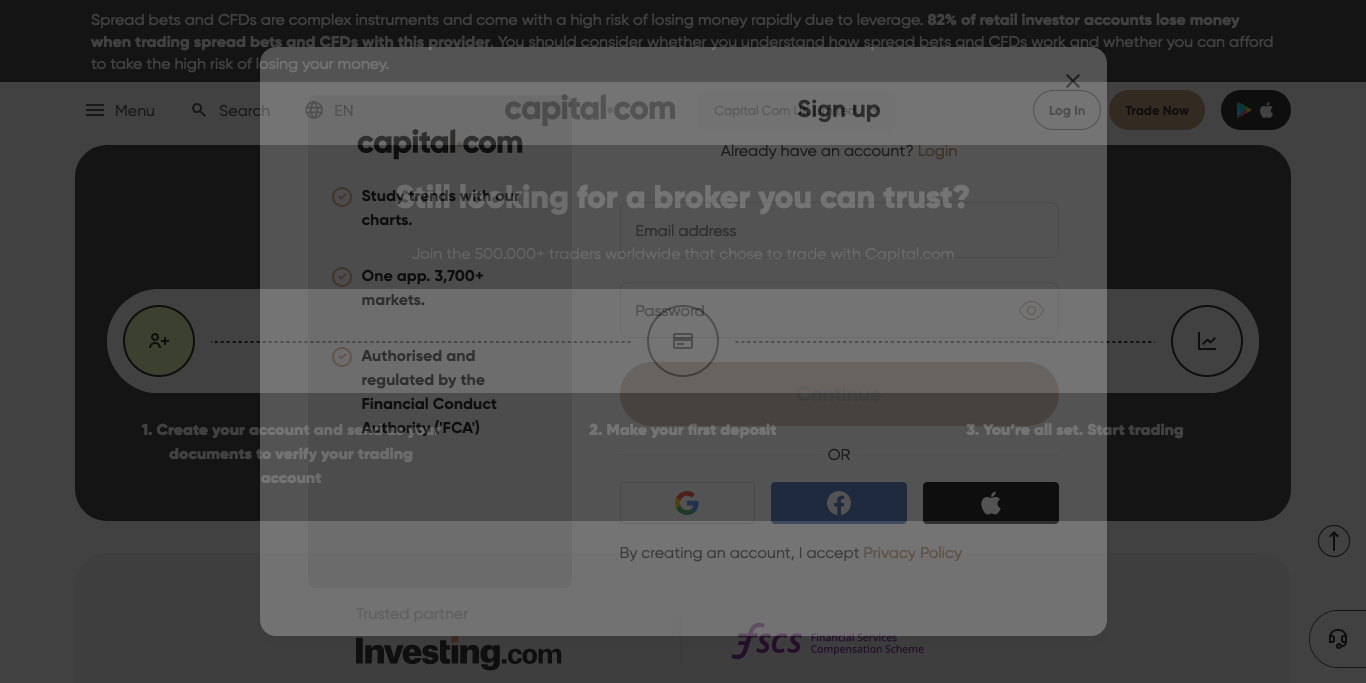 Spread bets and CFDs are complex instruments and come with a high risk of losing money rapidly due to leverage. 82% of retail investor accounts lose money
when trading spread bets and CFDs with this provider. You should consider whether you understand how spread bets and CFDs work and whether you can afford
to take the high risk of losing your money.
Menu
Search
EN
capital.com
Capital Com
Log In
Trade Now
Sign up
Already have an account? Login
capital.com
Study trends with our
charts.
One app. 3,700+
markets.
Authorised and
regulated by the
Financial Conduct
Authority ('FCA')
Email address
Password
Continue
OR
By creating an account, I accept Privacy Policy
Still looking for a broker you can trust?
Join the 500.000+ traders worldwide that chose to trade with Capital.com
1. Create your account and send us your
documents to verify your trading
account
2. Make your first deposit
3. You're all set. Start trading
Trusted partner
Investing.com
fscs Financial Services
Compensation Scheme